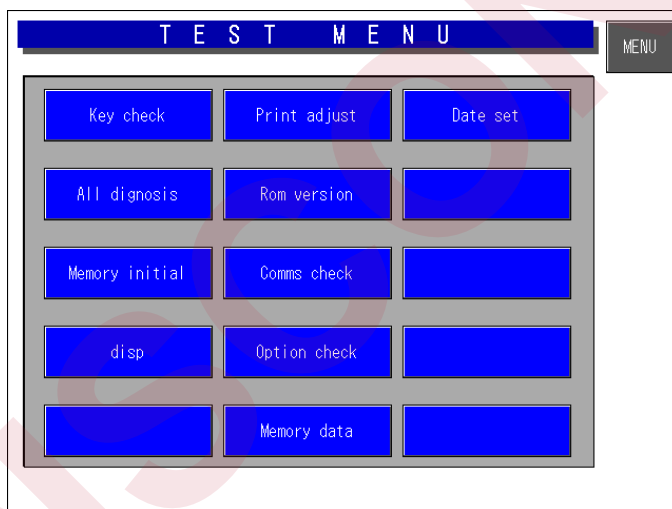 TEST MENU
MENU
Key check
Print adjust
Date set
All dignosis
Rom version
Memory initial
Comms check
disp
Option check
Memory data